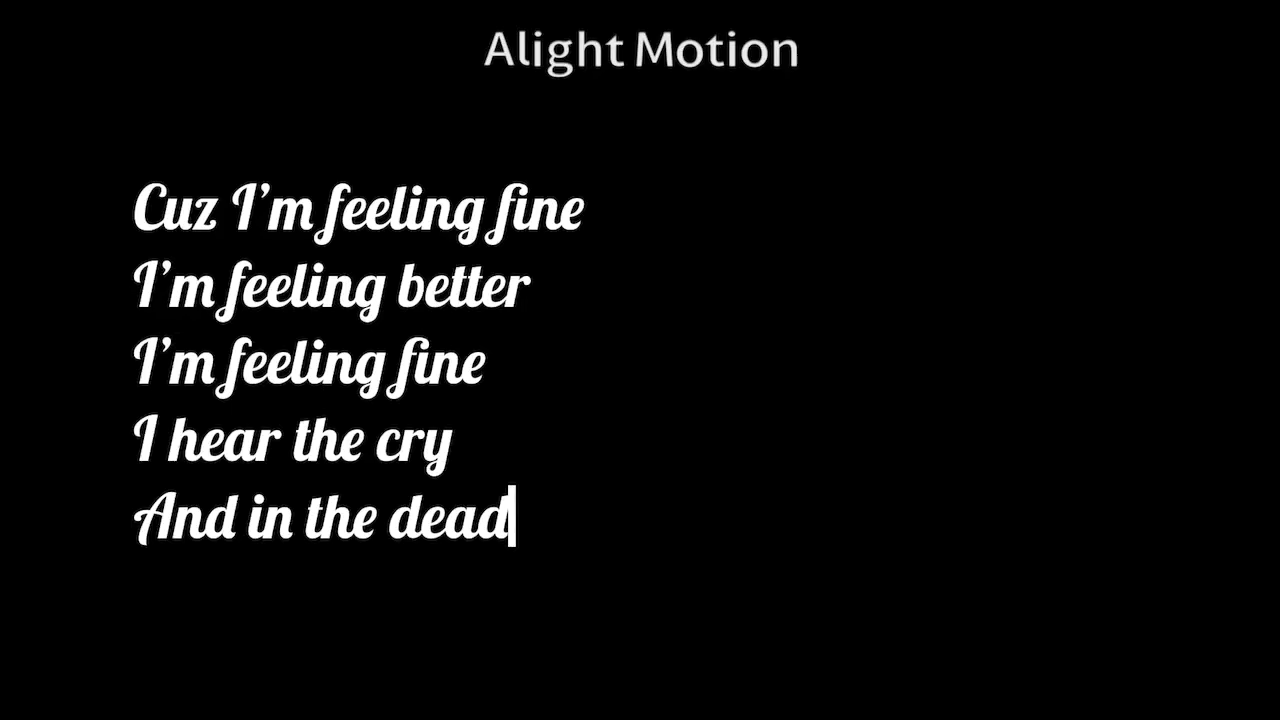 Alight Motion
Cuz I’m feeling fine
I’m feeling better
I’m feeling fine
I hear the cry
And in the dead